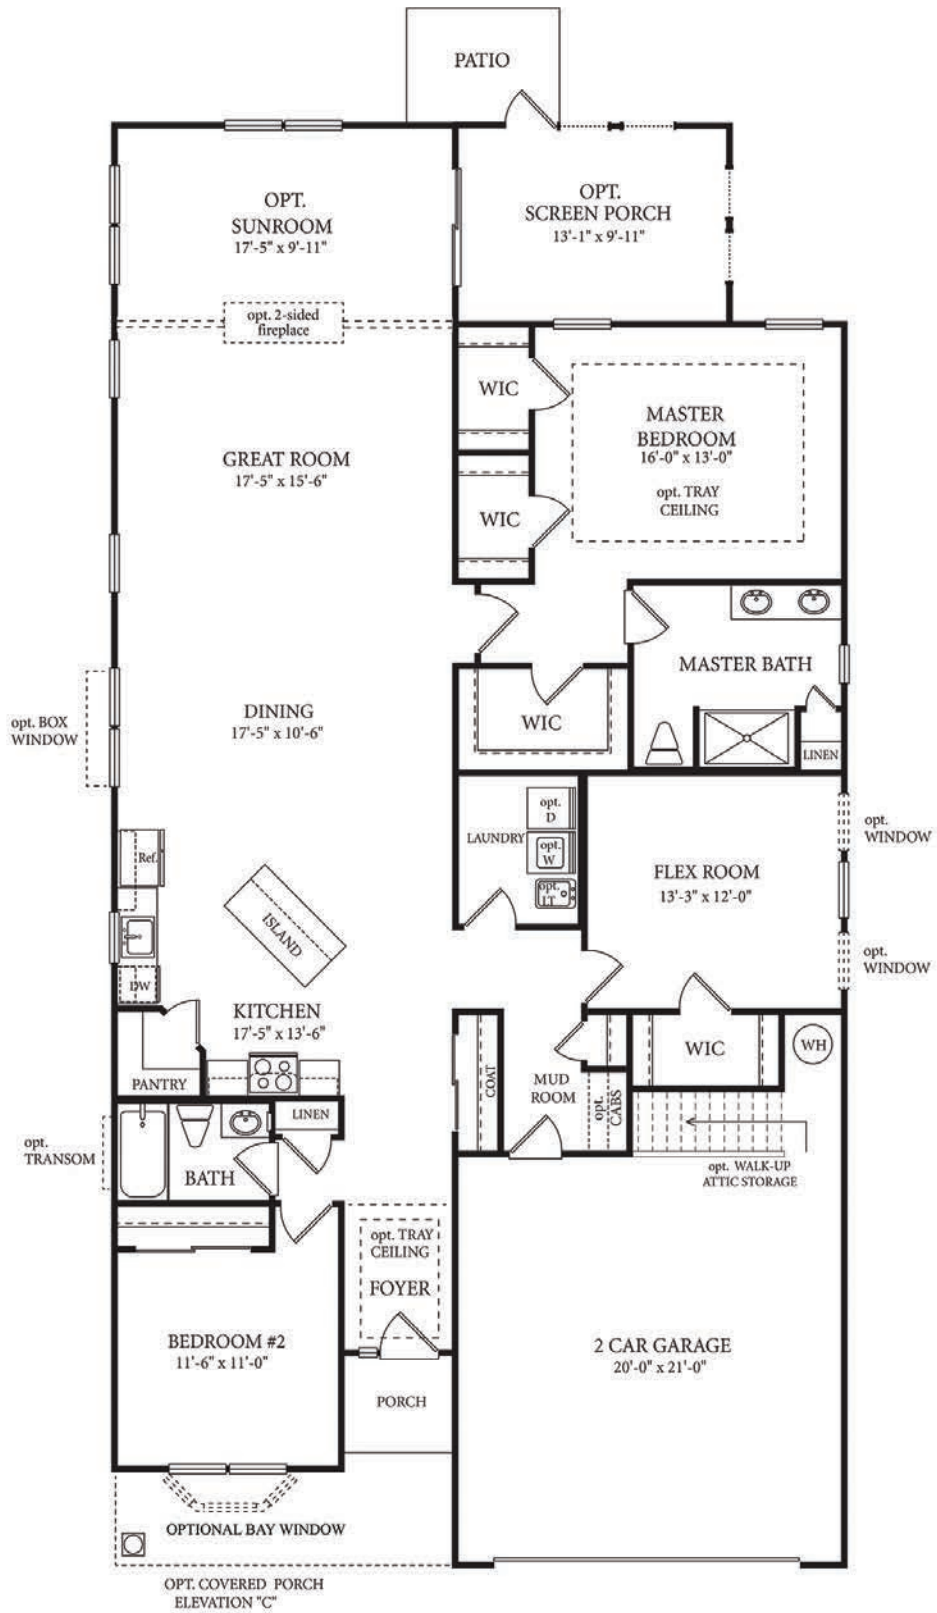 PATIO
OPT.
SUNROOM
17'-5" x 9'-11"
OPT.
SCREEN PORCH
13'-1" x 9'-11"
opt. 2-sided
fireplace
WIC
MASTER
BEDROOM
16'-0" x 13'-0"
opt. TRAY
CEILING
GREAT ROOM
17'-5" x 15'-6"
WIC
MASTER BATH
opt. BOX
WINDOW
DINING
17'-5" x 10'-6"
WIC
LINEN
opt.
D
LAUNDRY
opt.
W
opt.
LT
opt.
WINDOW
Ref.
FLEX ROOM
13'-3" x 12'-0"
ISLAND
opt.
WINDOW
DW
KITCHEN
17'-5" x 13'-6"
WIC
WH
PANTRY
COAT
MUD
ROOM
opt.
CABS
LINEN
opt.
TRANSOM
BATH
opt. WALK-UP
ATTIC STORAGE
opt. TRAY
CEILING
FOYER
BEDROOM #2
11'-6" x 11'-0"
2 CAR GARAGE
20'-0" x 21'-0"
PORCH
OPTIONAL BAY WINDOW
OPT. COVERED PORCH
ELEVATION "C"